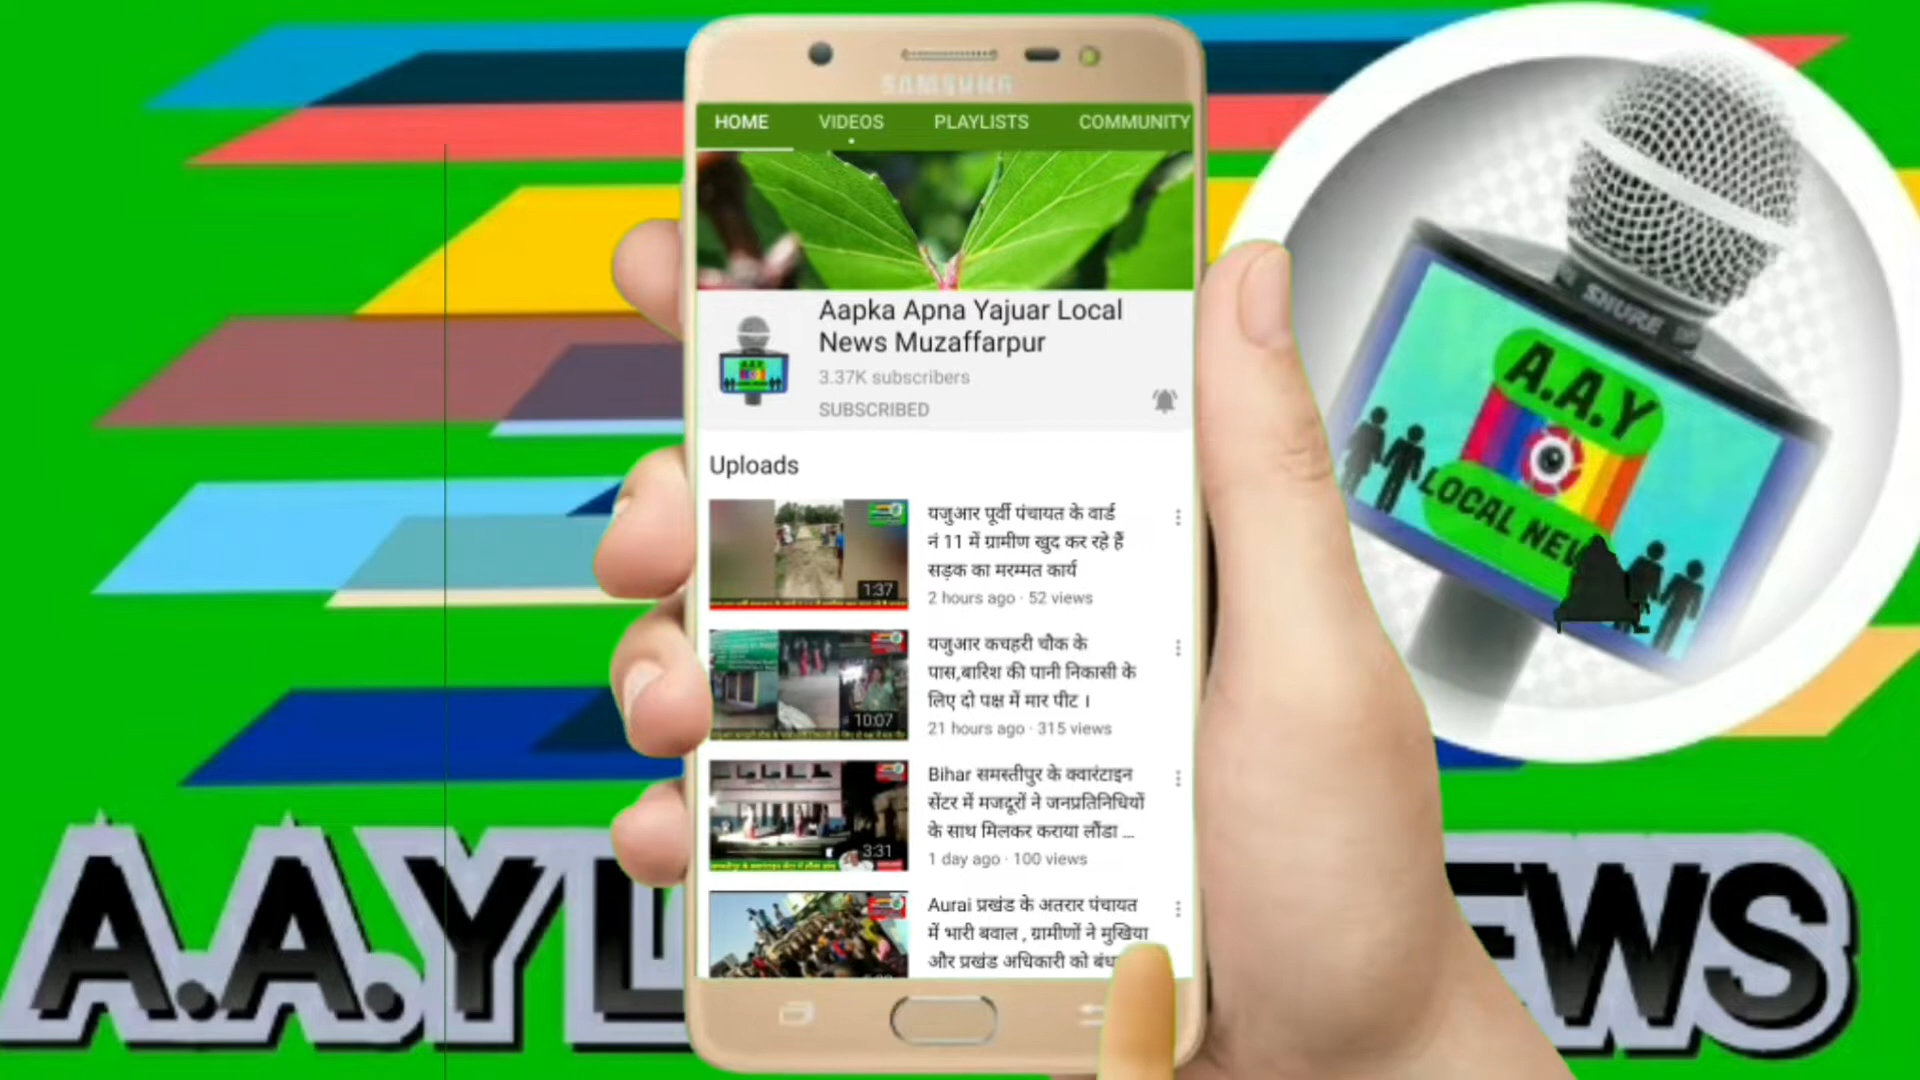 SAMSUNG
HOME VIDEOS PLAYLISTS COMMUNITY
Aapka Apna Yajuar Local
News Muzaffarpur
3.37K subscribers
SUBSCRIBED
Uploads
यजुआर पूर्वी पंचायत के वार्ड
नं 11 में ग्रामीण खुद कर रहे हैं
सड़क का मरम्मत कार्य
2 hours ago · 52 views
1:37
यजुआर कचहरी चौक के
पास,बारिश की पानी निकासी के
लिए दो पक्ष में मार पीट ।
21 hours ago · 315 views
10:07
Bihar समस्तीपुर के क्वारंटाइन
सेंटर में मजदूरों ने जनप्रतिनिधियों
के साथ मिलकर कराया लौंडा ...
1 day ago · 100 views
3:31
Aurai प्रखंड के अतरार पंचायत
में भारी बवाल , ग्रामीणों ने मुखिया
और प्रखंड अधिकारी को
SHURE
A.A.Y
LOCAL NEW
A.A.Y L EWS